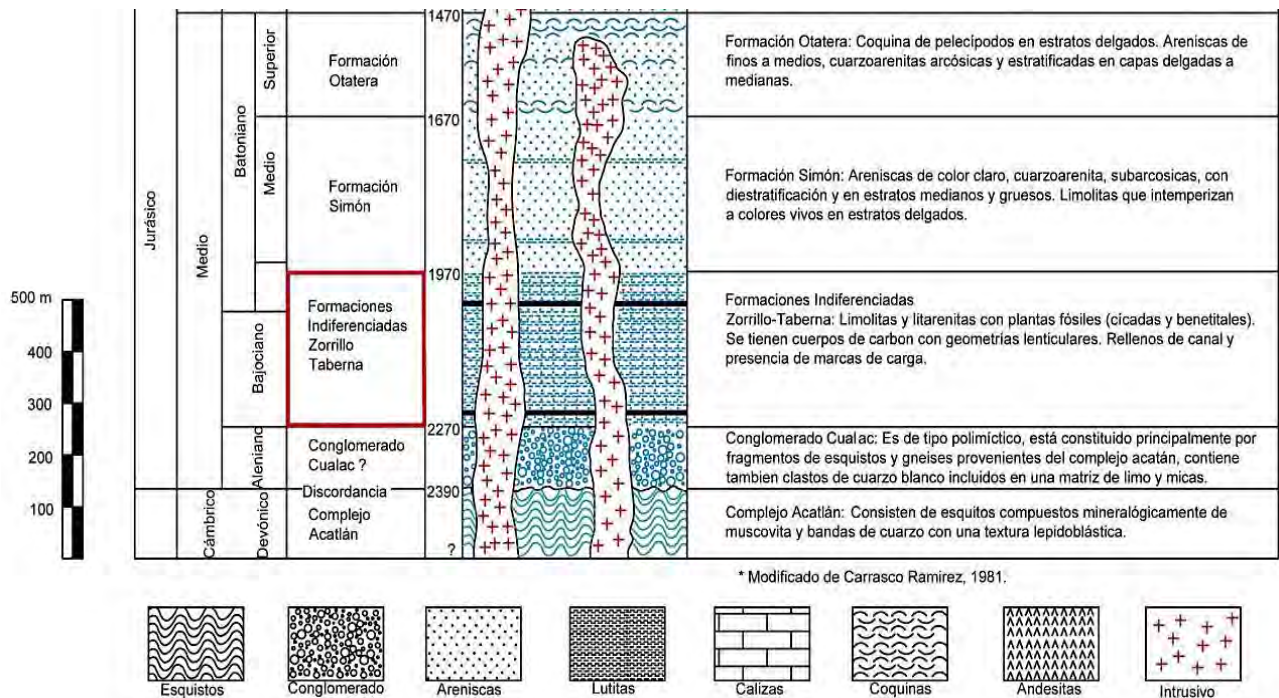 1470
Jurásico
Medio
Batoniano
Superior
Formación
Otatera
Formación Otatera: Coquina de pelecípodos en estratos delgados. Areniscas de
finos a medios, cuarzoarenitas arcósicas y estratificadas en capas delgadas a
medianas.
1670
Medio
Formación
Simón
Formación Simón: Areniscas de color claro, cuarzoarenita, subarcosicas, con
diestratificación y en estratos medianos y gruesos. Limolitas que intemperizan
a colores vivos en estratos delgados.
1970
Bajociano
Formaciones
Indiferenciadas
Zorrillo
Taberna
Formaciones Indiferenciadas
Zorrillo-Taberna: Limolitas y litarenitas con plantas fósiles (cícadas y benetitales).
Se tienen cuerpos de carbon con geometrías lenticulares. Rellenos de canal y
presencia de marcas de carga.
2270
Aleniano
Conglomerado
Cualac ?
Conglomerado Cualac: Es de tipo polimíctico, está constituido principalmente por
fragmentos de esquistos y gneises provenientes del complejo acatán, contiene
tambien clastos de cuarzo blanco incluidos en una matriz de limo y micas.
Discordancia
2390
Cámbrico
Devónico
Complejo
Acatlán
?
Complejo Acatlán: Consisten de esquitos compuestos mineralógicamente de
muscovita y bandas de cuarzo con una textura lepidoblástica.
500 m
400
300
200
100
* Modificado de Carrasco Ramirez, 1981.
Esquistos
Conglomerado
Areniscas
Lutitas
Calizas
Coquinas
Andesitas
Intrusivo